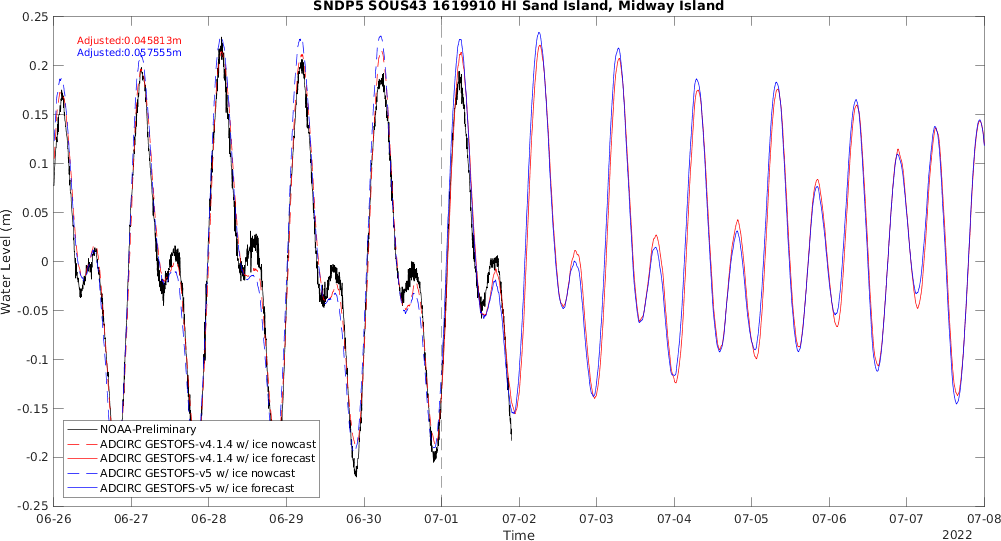 SNDP5 SOUS43 1619910 HI Sand Island, Midway Island
Adjusted:0.045813m
Adjusted:0.057555m
0.25
0.2
0.15
0.1
0.05
0
-0.05
-0.1
-0.15
-0.2
-0.25
Water Level (m)
NOAA-Preliminary
ADCIRC GESTOFS-v4.1.4 w/ ice nowcast
ADCIRC GESTOFS-v4.1.4 w/ ice forecast
ADCIRC GESTOFS-v5 w/ ice nowcast
ADCIRC GESTOFS-v5 w/ ice forecast
06-26 06-27 06-28 06-29 06-30 07-01 07-02 07-03 07-04 07-05 07-06 07-07 07-08
Time
2022